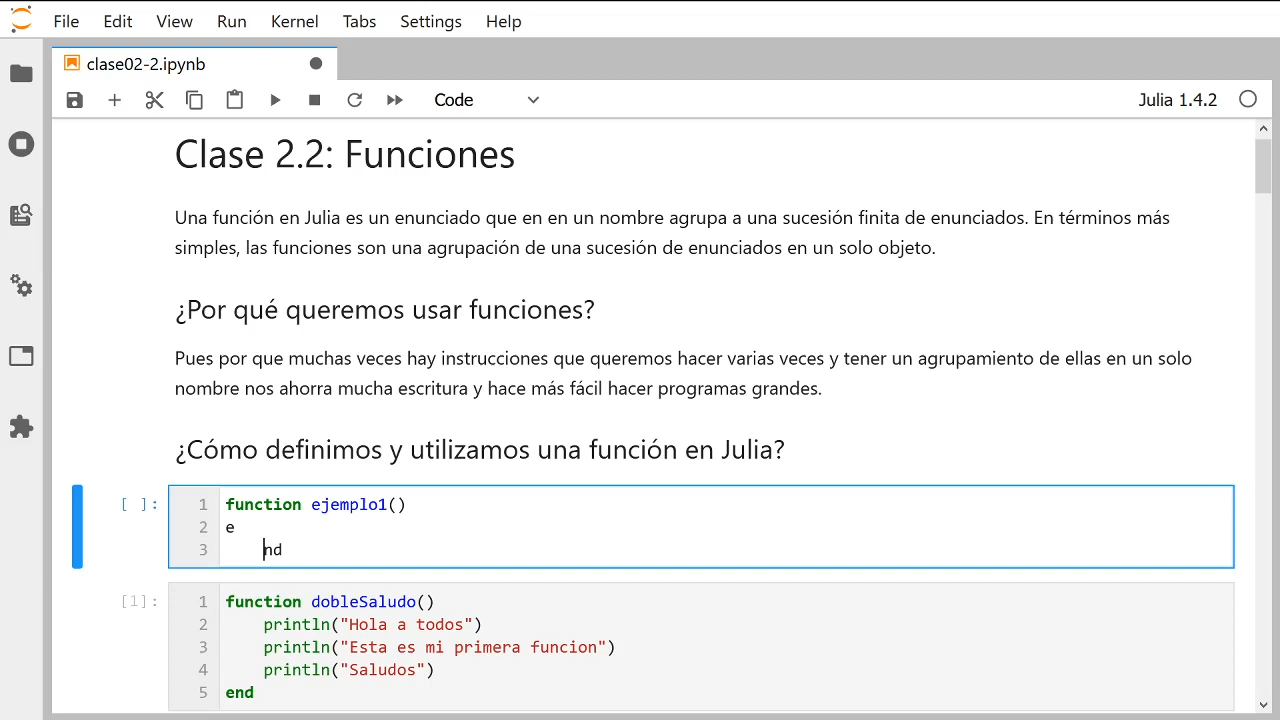 File Edit View Run Kernel Tabs Settings Help
clase02-2.ipynb
Code
Julia 1.4.2
Clase 2.2: Funciones
Una función en Julia es un enunciado que en en un nombre agrupa a una sucesión finita de enunciados. En términos más
simples, las funciones son una agrupación de una sucesión de enunciados en un solo objeto.
¿Por qué queremos usar funciones?
Pues por que muchas veces hay instrucciones que queremos hacer varias veces y tener un agrupamiento de ellas en un solo
nombre nos ahorra mucha escritura y hace más fácil hacer programas grandes.
¿Cómo definimos y utilizamos una función en Julia?
[ ]: 1 function ejemplo1()
2 e
3 nd
[1]: 1 function dobleSaludo()
2 println("Hola a todos")
3 println("Esta es mi primera funcion")
4 println("Saludos")
5 end